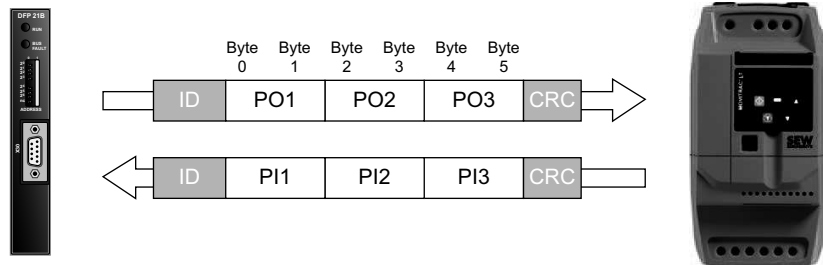 DFP 21B
RUN
BUS
FAULT
ADDRESS
X30
Byte Byte Byte Byte Byte Byte
0 1 2 3 4 5
ID PO1 PO2 PO3 CRC
ID PI1 PI2 PI3 CRC
MOVITRAC LT
SEW